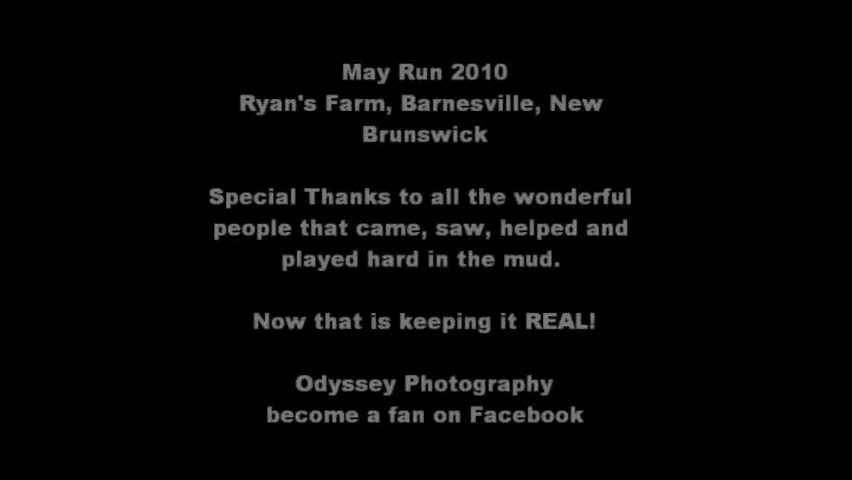 May Run 2010
Ryan's Farm, Barnesville, New
Brunswick
Special Thanks to all the wonderful
people that came, saw, helped and
played hard in the mud.
Now that is keeping it REAL!
Odyssey Photography
become a fan on Facebook